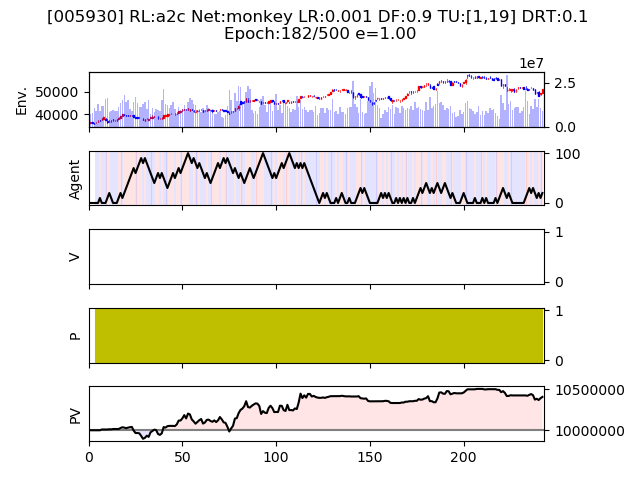 [005930] RL:a2c Net:monkey LR:0.001 DF:0.9 TU:[1,19] DRT:0.1
Epoch:182/500 e=1.00
1e7
Env.
50000
40000
2.5
0.0
Agent
100
0
V
1
0
P
1
0
PV
10500000
10000000
0
50
100
150
200